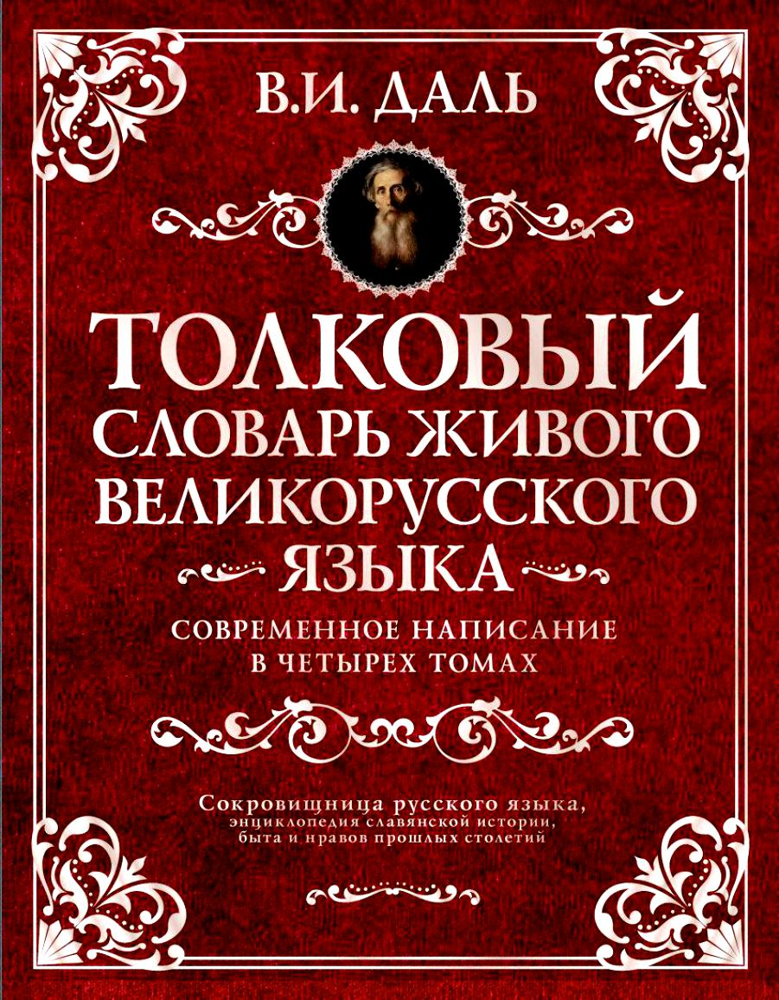 В.И. ДАЛЬ
ТОЛКОВЫЙ
СЛОВАРЬ ЖИВОГО
ВЕЛИКОРУССКОГО
ЯЗЫКА
СОВРЕМЕННОЕ НАПИСАНИЕ
В ЧЕТЫРЕХ ТОМАХ
Сокровищница русского языка,
энциклопедия славянской истории,
быта и нравов прошлых столетий